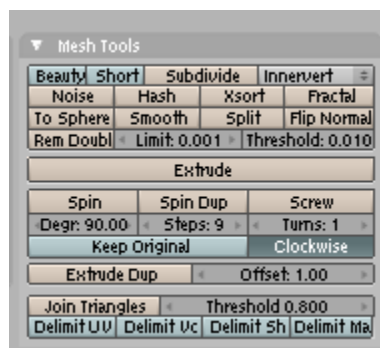 Mesh Tools
Beauty Short Subdivide Innervert
Noise Hash Xsort Fractal
To Sphere Smooth Split Flip Normal
Rem Doubl Limit: 0.001 Threshold: 0.010
Extrude
Spin Spin Dup Screw
Degr: 90.00 Steps: 9 Turns: 1
Keep Original Clockwise
Extrude Dup Offset: 1.00
Join Triangles Threshold 0.800
Delimit UV Delimit Vc Delimit Sh Delimit Ma